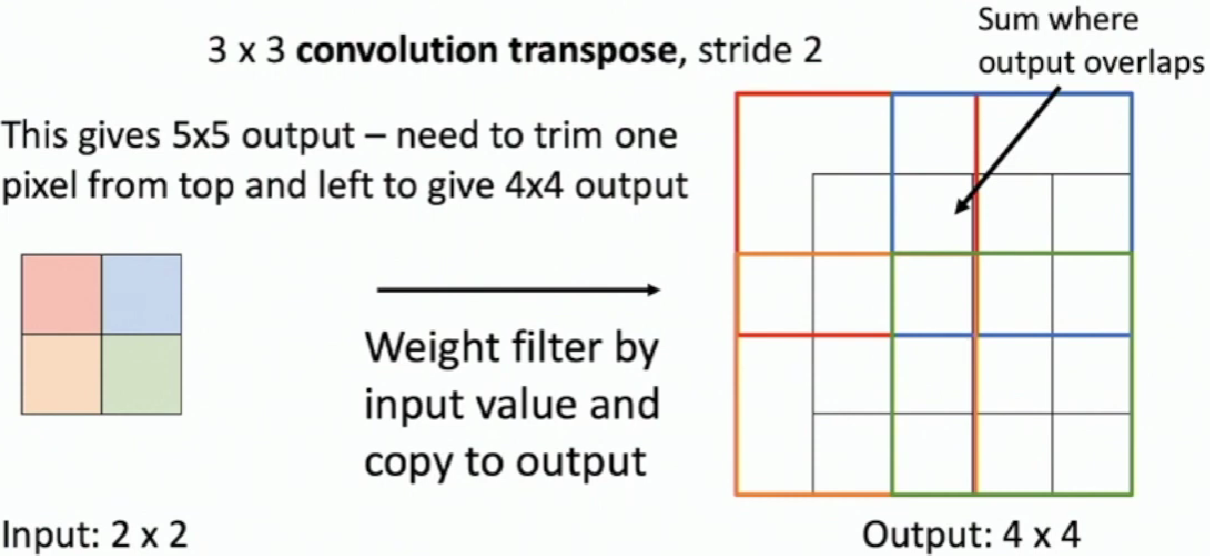 3 x 3 convolution transpose, stride 2
Sum where
output overlaps
This gives 5x5 output – need to trim one
pixel from top and left to give 4x4 output
Weight filter by
input value and
copy to output
Input: 2 x 2
Output: 4 x 4